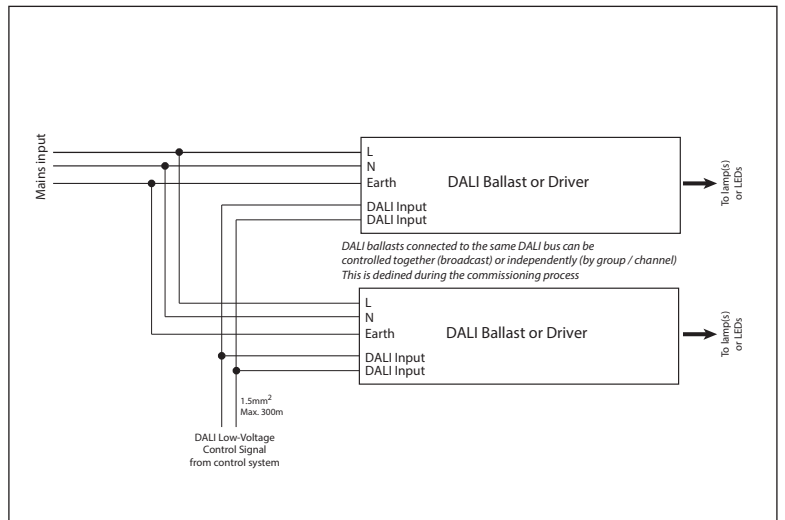 Mains input
L
N
Earth
DALI Input
DALI Input
DALI Ballast or Driver
To lamp(s)
or LEDs
DALI ballasts connected to the same DALI bus can be
controlled together (broadcast) or independently (by group / channel)
This is dedined during the commissioning process
L
N
Earth
DALI Input
DALI Input
DALI Ballast or Driver
To lamp(s)
or LEDs
1.5mm²
Max. 300m
DALI Low-Voltage
Control Signal
from control system